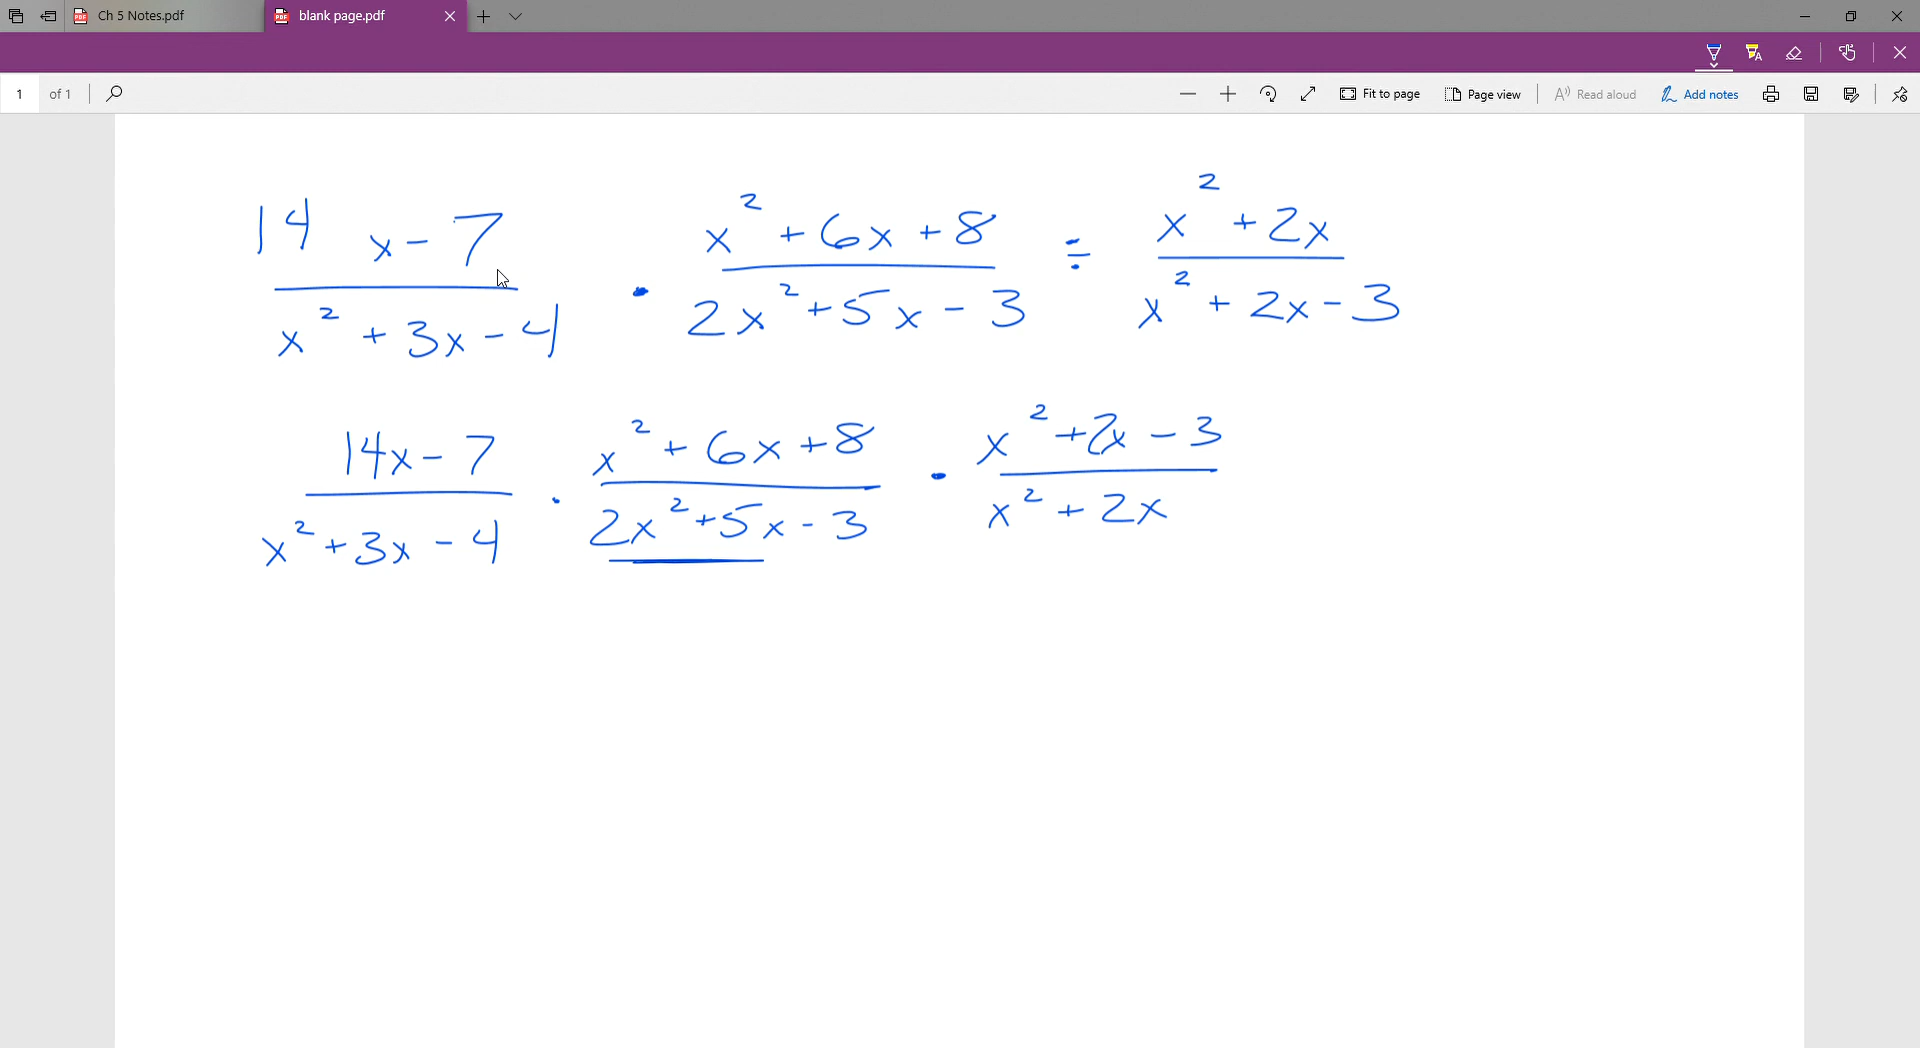 Ch 5 Notes.pdf blank page.pdf
1 of 1 Fit to page Page view Read aloud Add notes
14 x - 7 x² + 6x + 8 x² + 2x
——— · ——— ÷ ———
x² + 3x - 4 2x² + 5x - 3 x² + 2x - 3
14x - 7 x² + 6x + 8 x² + 2x - 3
——— · ——— · ———
x² + 3x - 4 2x² + 5x - 3 x² + 2x